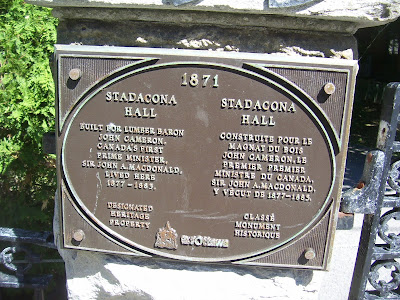 1871
STADACONA
HALL
BUILT FOR LUMBER BARON
JOHN CAMERON.
CANADA'S FIRST
PRIME MINISTER,
SIR JOHN A. MACDONALD,
LIVED HERE
1877 - 1883.
DESIGNATED
HERITAGE
PROPERTY
STADACONA
HALL
CONSTRUITE POUR LE
MAGNAT DU BOIS
JOHN CAMERON. LE
PREMIER PREMIER
MINISTRE DU CANADA,
SIR JOHN A. MACDONALD,
Y VÉCUT DE 1877-1883.
CLASSÉ
MONUMENT
HISTORIQUE